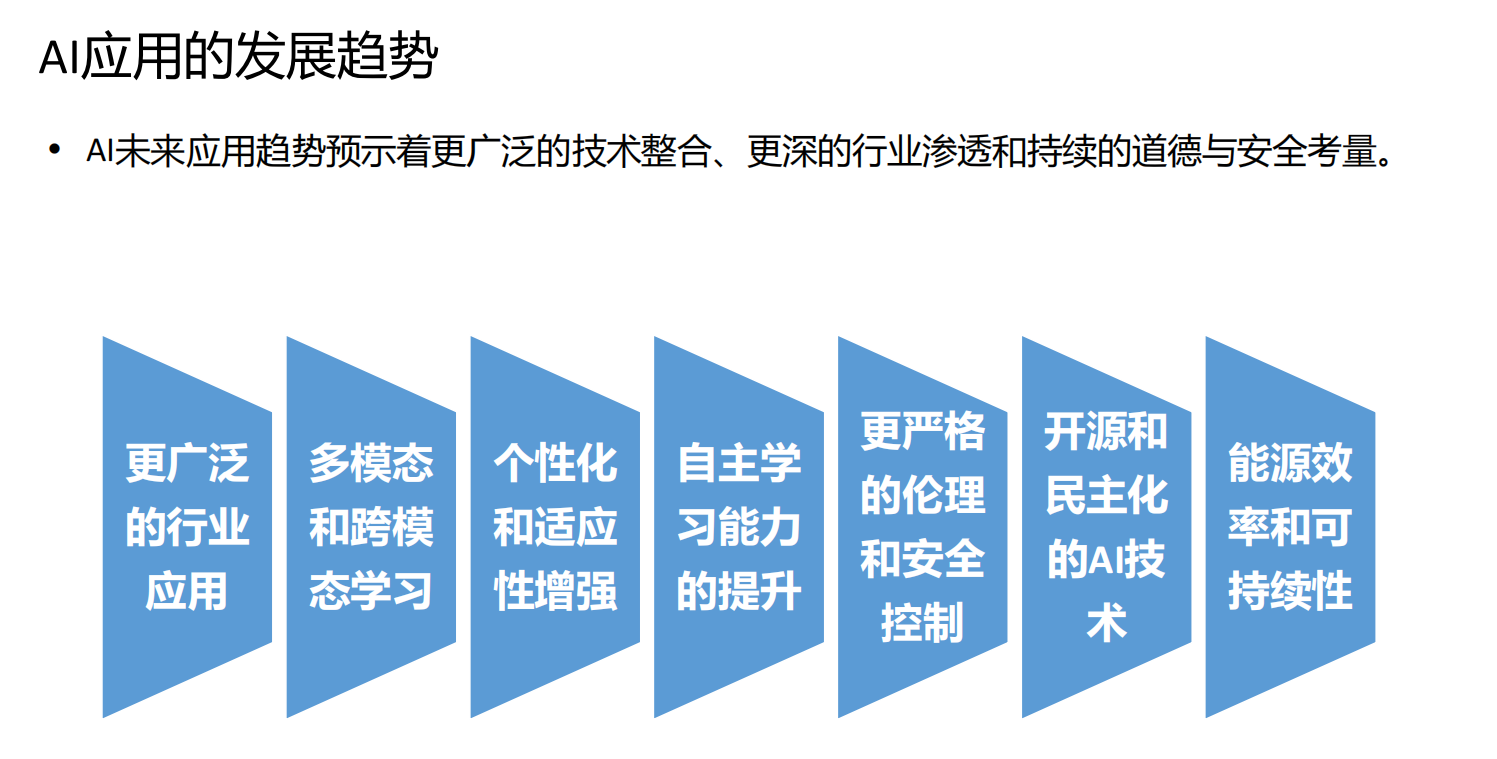 AI应用的发展趋势
• AI未来应用趋势预示着更广泛的技术整合、更深的行业渗透和持续的道德与安全考量。
更广泛
的行业
应用
多模态
和跨模
态学习
个性化
和适应
性增强
自主学
习能力
的提升
更严格
的伦理
和安全
控制
开源和
民主化
的AI技
术
能源效
率和可
持续性